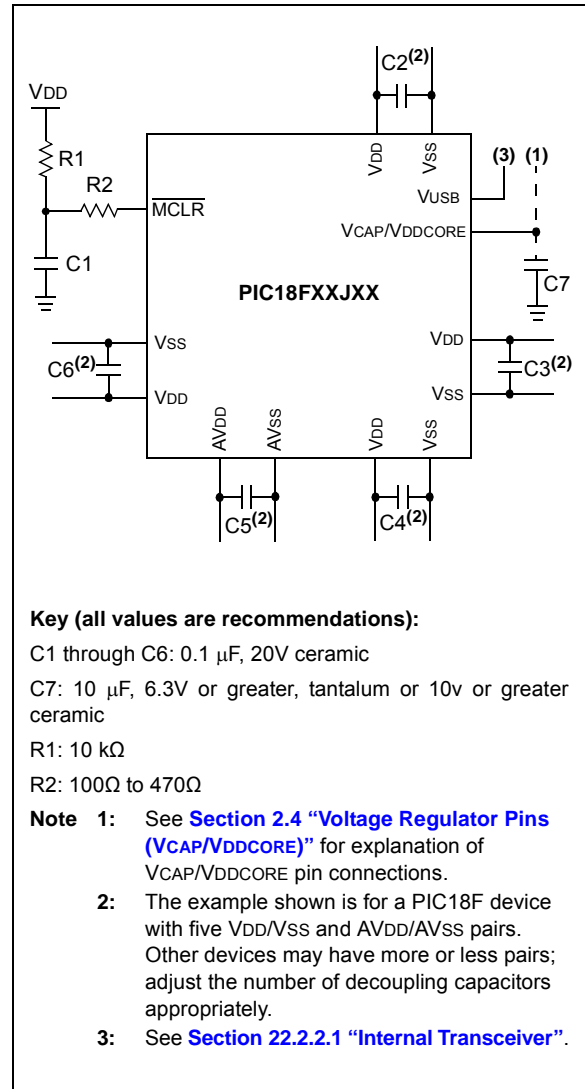 C2(2)
VDD
R1
R2
C1
MCLR
VDD
VSS
(3) (1)
VUSB
VCAP/VDDCORE
C7
PIC18FXXJXX
VSS
C6(2)
VDD
VDD
C3(2)
VSS
AVDD
AVSS
VDD
VSS
C5(2)
C4(2)
Key (all values are recommendations):
C1 through C6: 0.1 μF, 20V ceramic
C7: 10 μF, 6.3V or greater, tantalum or 10v or greater
ceramic
R1: 10 kΩ
R2: 100Ω to 470Ω
Note 1: See Section 2.4 “Voltage Regulator Pins
(VCAP/VDDCORE)” for explanation of
VCAP/VDDCORE pin connections.
2: The example shown is for a PIC18F device
with five VDD/VSS and AVDD/AVSS pairs.
Other devices may have more or less pairs;
adjust the number of decoupling capacitors
appropriately.
3: See Section 22.2.2.1 “Internal Transceiver”.